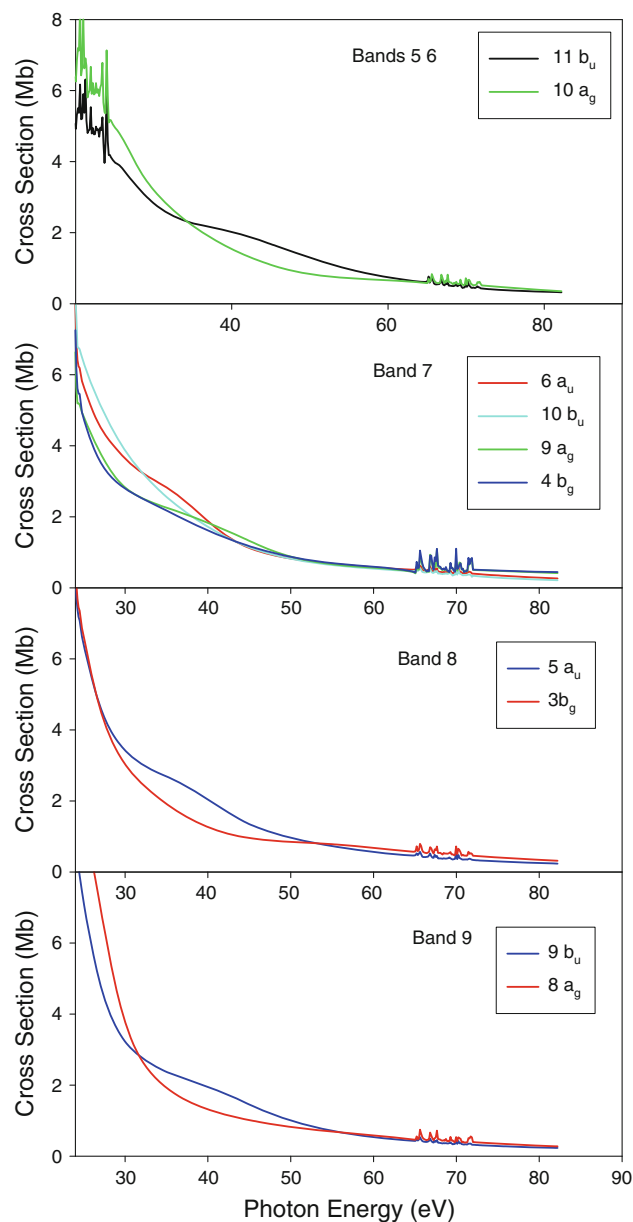 Cross Section (Mb)
8
6
4
2
0
Bands 5 6
11 bu
10 ag
40
60
80
Cross Section (Mb)
6
4
2
0
Band 7
6 au
10 bu
9 ag
4 bg
30
40
50
60
70
80
Cross Section (Mb)
6
4
2
0
Band 8
5 au
3bg
30
40
50
60
70
80
Cross Section (Mb)
6
4
2
0
Band 9
9 bu
8 ag
30
40
50
60
70
80
90
Photon Energy (eV)